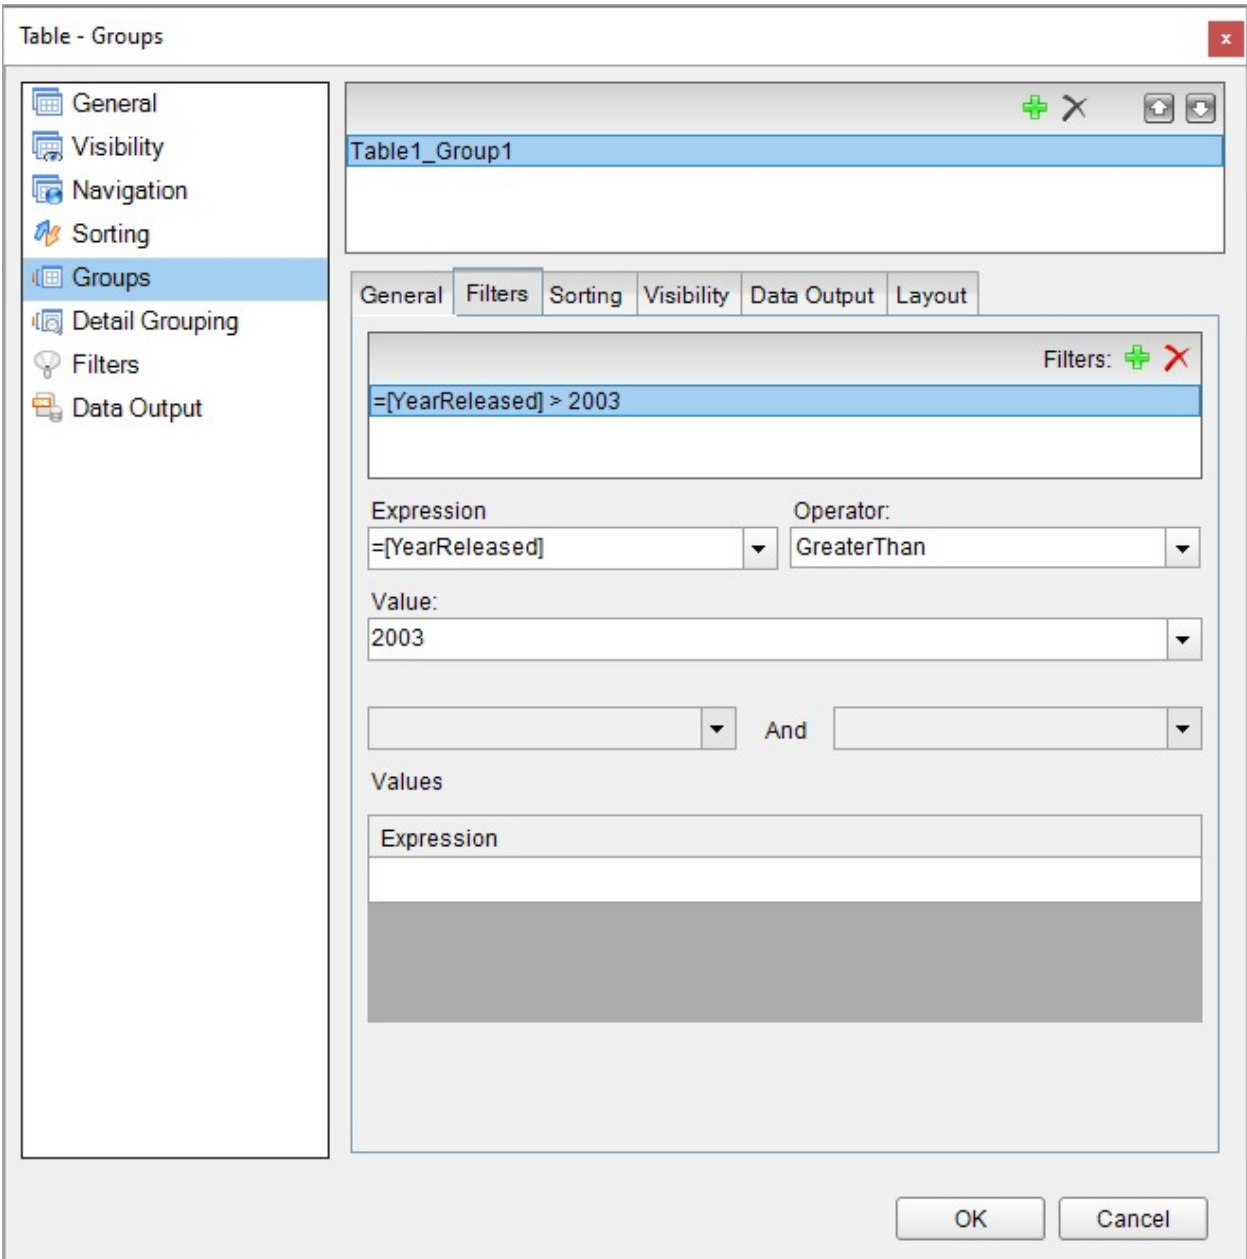 Table - Groups
x
General
Visibility
Navigation
Sorting
Groups
Detail Grouping
Filters
Data Output
Table1_Group1
General Filters Sorting Visibility Data Output Layout
Filters:
=[YearReleased] > 2003
Expression Operator:
=[YearReleased] GreaterThan
Value:
2003
And
Values
Expression
OK Cancel